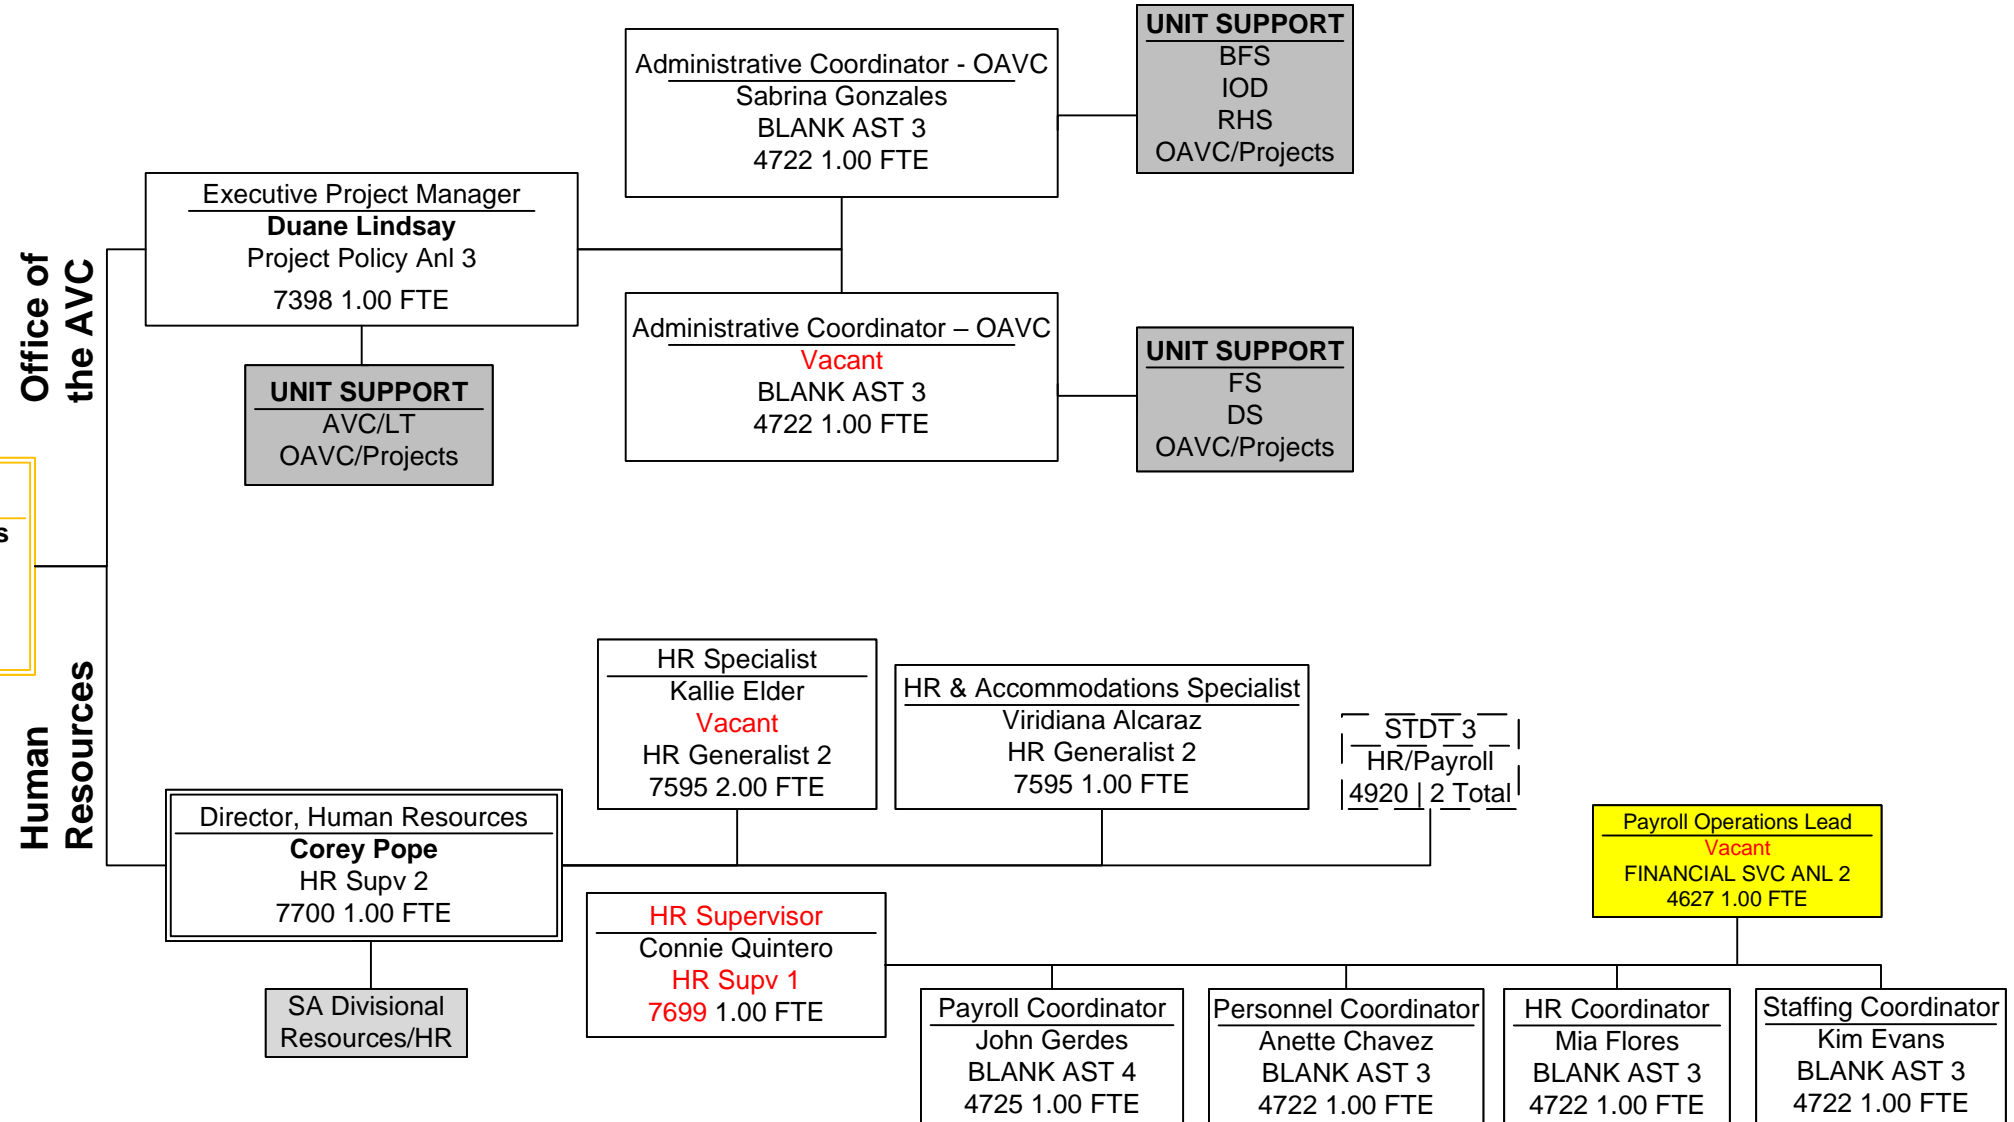 Office of
the AVC
Executive Project Manager
Duane Lindsay
Project Policy Anl 3
7398 1.00 FTE
UNIT SUPPORT
AVC/LT
OAVC/Projects
Administrative Coordinator - OAVC
Sabrina Gonzales
BLANK AST 3
4722 1.00 FTE
UNIT SUPPORT
BFS
IOD
RHS
OAVC/Projects
Administrative Coordinator – OAVC
Vacant
BLANK AST 3
4722 1.00 FTE
UNIT SUPPORT
FS
DS
OAVC/Projects
s
Human
Resources
Director, Human Resources
Corey Pope
HR Supv 2
7700 1.00 FTE
SA Divisional
Resources/HR
HR Specialist
Kallie Elder
Vacant
HR Generalist 2
7595 2.00 FTE
HR & Accommodations Specialist
Viridiana Alcaraz
HR Generalist 2
7595 1.00 FTE
STDT 3
HR/Payroll
4920 | 2 Total
Payroll Operations Lead
Vacant
FINANCIAL SVC ANL 2
4627 1.00 FTE
HR Supervisor
Connie Quintero
HR Supv 1
7699 1.00 FTE
Payroll Coordinator
John Gerdes
BLANK AST 4
4725 1.00 FTE
Personnel Coordinator
Anette Chavez
BLANK AST 3
4722 1.00 FTE
HR Coordinator
Mia Flores
BLANK AST 3
4722 1.00 FTE
Staffing Coordinator
Kim Evans
BLANK AST 3
4722 1.00 FTE